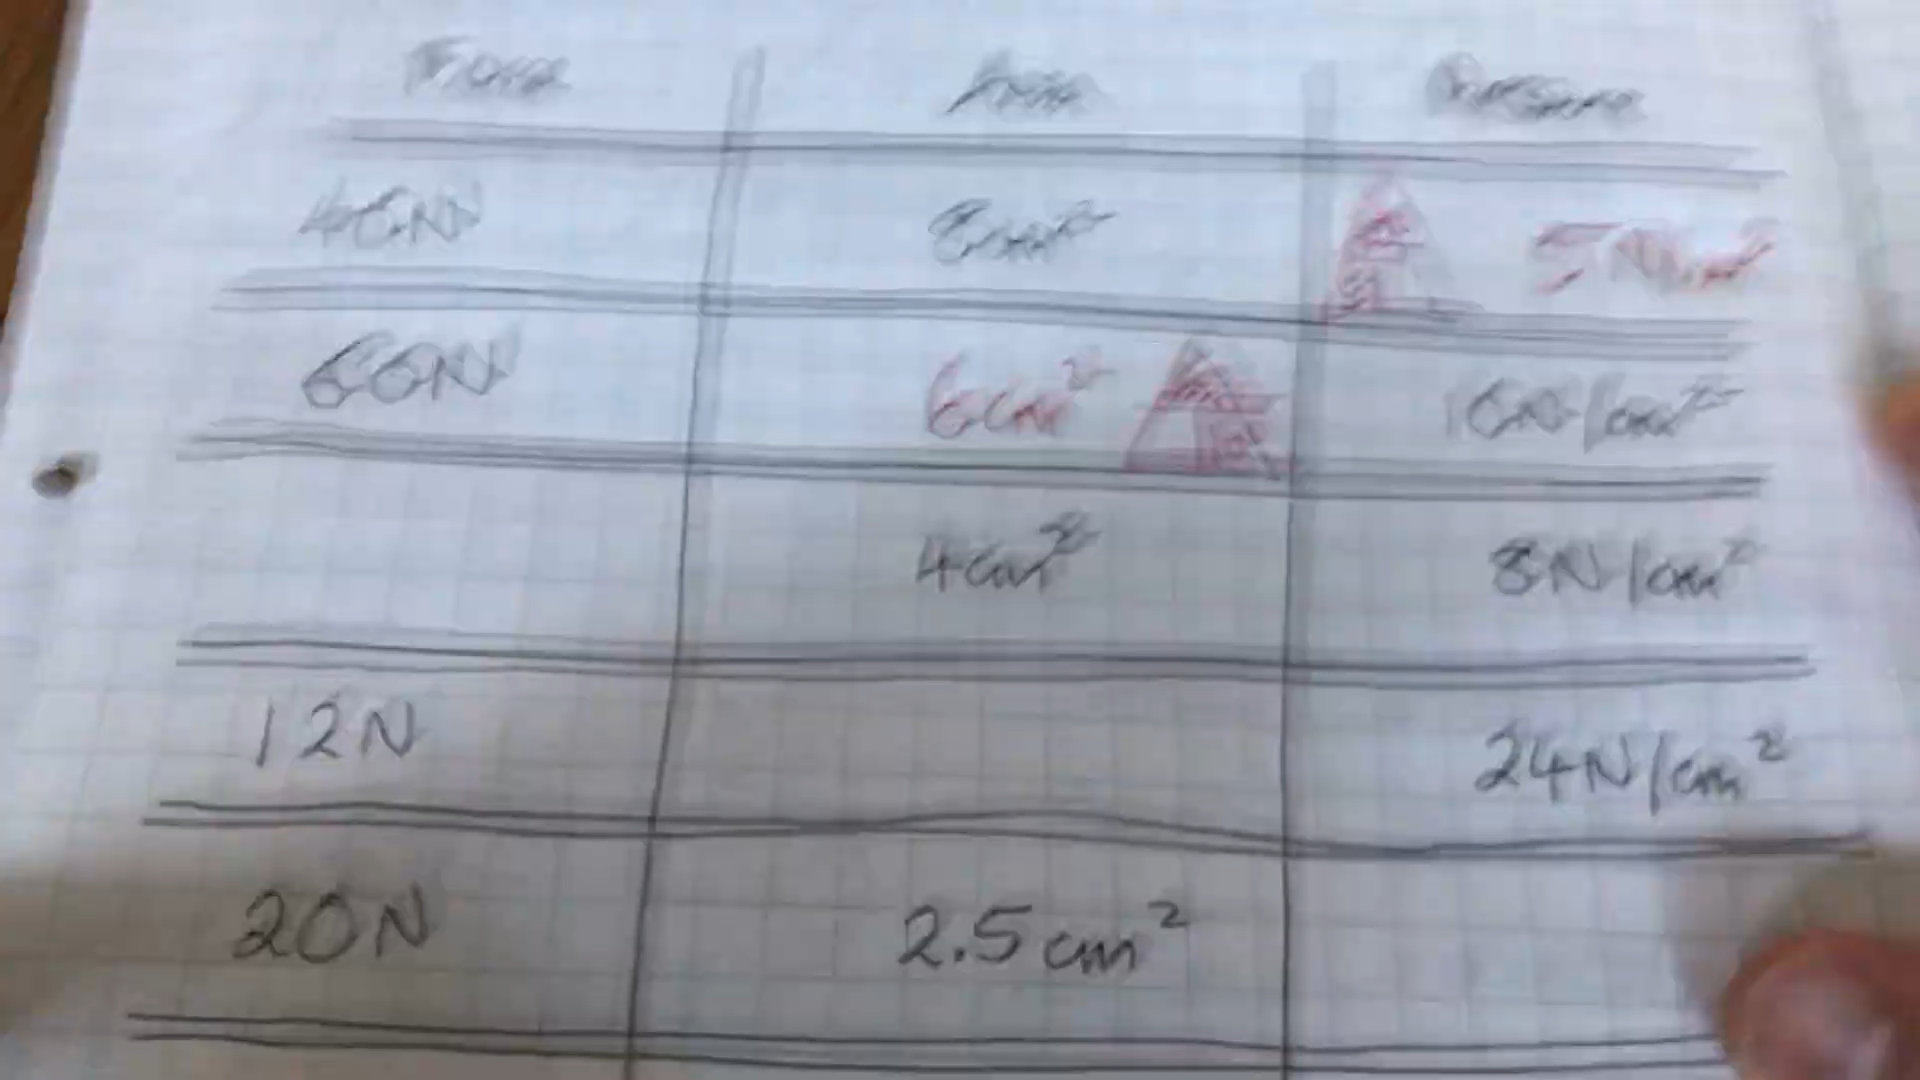 Force Area Pressure
40N 8cm² 5N/cm²
60N 6cm² 10N/cm²
4cm² 8N/cm²
12N 24N/cm²
20N 2.5cm²